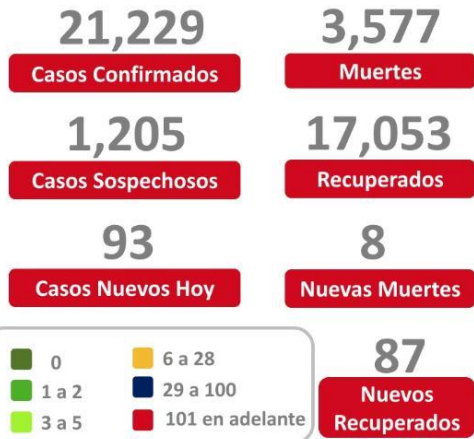 21,229
Casos Confirmados
3,577
Muertes
1,205
Casos Sospechosos
17,053
Recuperados
93
Casos Nuevos Hoy
8
Nuevas Muertes
0
1 a 2
3 a 5
6 a 28
29 a 100
101 en adelante
87
Nuevos
Recuperados